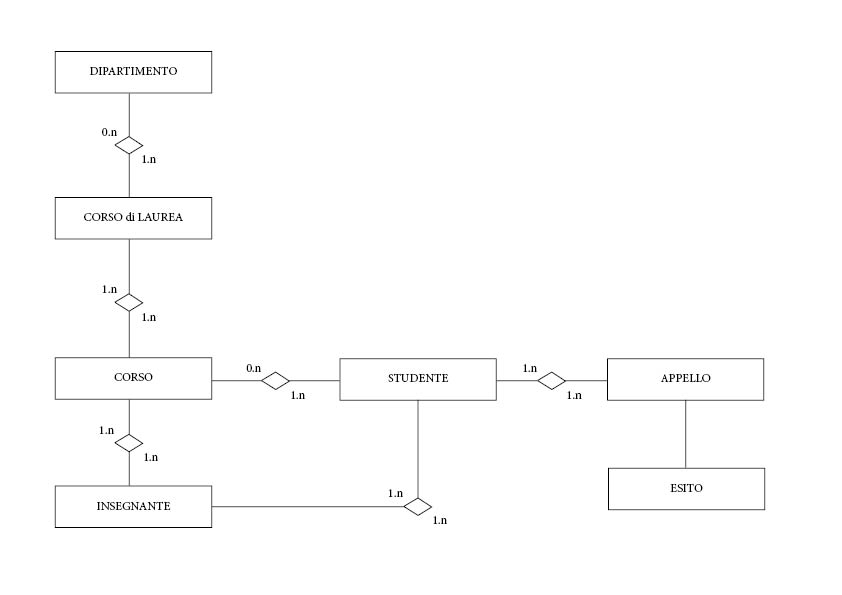 DIPARTIMENTO
0.n
1.n
CORSO di LAUREA
1.n
1.n
CORSO
0.n
1.n
STUDENTE
1.n
1.n
APPELLO
1.n
1.n
ESITO
INSEGNANTE
1.n
1.n